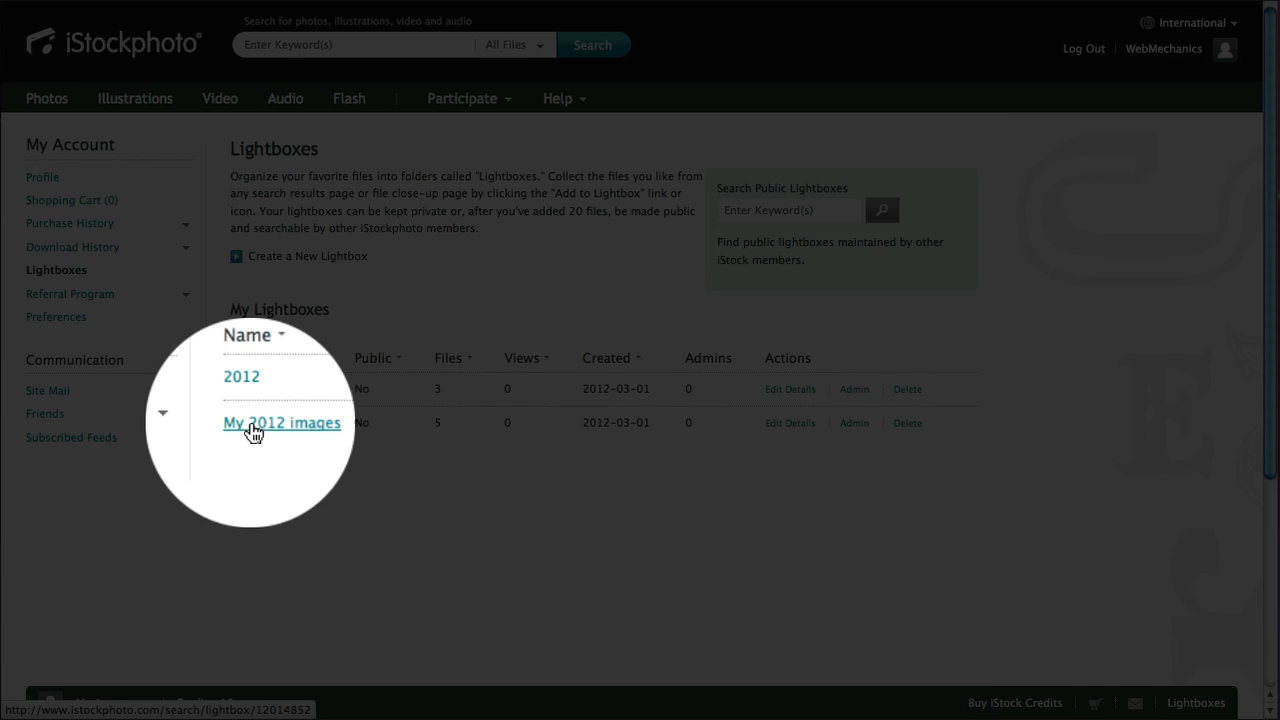 Search for photos, illustrations, video and audio
International
iStockphoto®
Enter Keyword(s)
All Files
Search
Log Out
WebMechanics
Photos
Illustrations
Video
Audio
Flash
Participate
Help
My Account
Profile
Shopping Cart (0)
Purchase History
Download History
Lightboxes
Referral Program
Preferences
Communication
Site Mail
Friends
Subscribed Feeds
Lightboxes
Organize your favorite files into folders called "Lightboxes." Collect the files you like from
any search results page or file close-up page by clicking the "Add to Lightbox" link or
icon. Your lightboxes can be kept private or, after you've added 20 files, be made public
and searchable by other iStockphoto members.
Create a New Lightbox
Search Public Lightboxes
Enter Keyword(s)
Find public lightboxes maintained by other
iStock members.
My Lightboxes
Name Public Files Views Created Admins Actions
2012 No 3 0 2012-03-01 0 Edit Details Admin Delete
My 2012 images No 5 0 2012-03-01 0 Edit Details Admin Delete
Buy iStock Credits
Lightboxes
http://www.istockphoto.com/search/lightbox/12014852